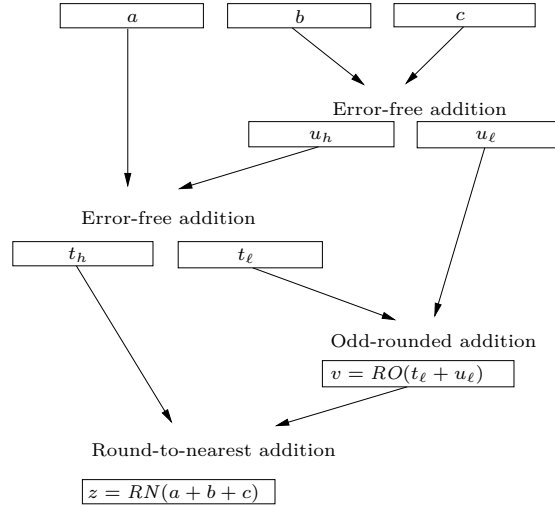 a b c
Error-free addition
u_h u_ℓ
Error-free addition
t_h t_ℓ
Odd-rounded addition
v = RO(t_ℓ + u_ℓ)
Round-to-nearest addition
z = RN(a + b + c)